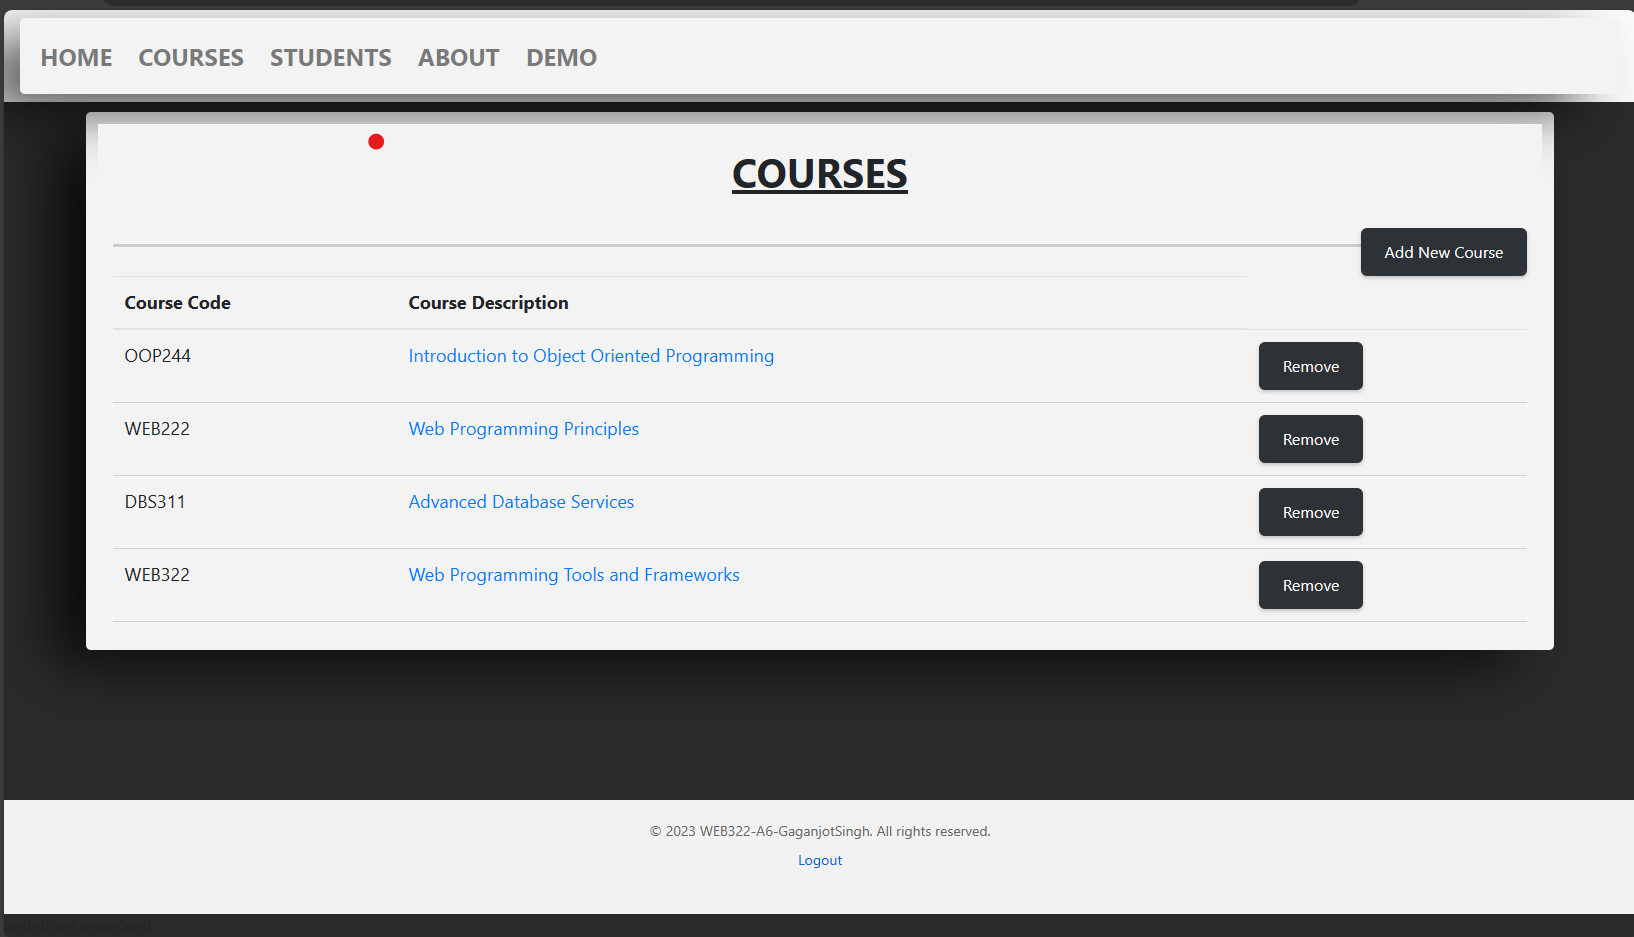 HOME COURSES STUDENTS ABOUT DEMO
COURSES
Add New Course
Course Code Course Description
OOP244 Introduction to Object Oriented Programming Remove
WEB222 Web Programming Principles Remove
DBS311 Advanced Database Services Remove
WEB322 Web Programming Tools and Frameworks Remove
© 2023 WEB322-A6-GaganjotSingh. All rights reserved.
Logout
undefined undefined